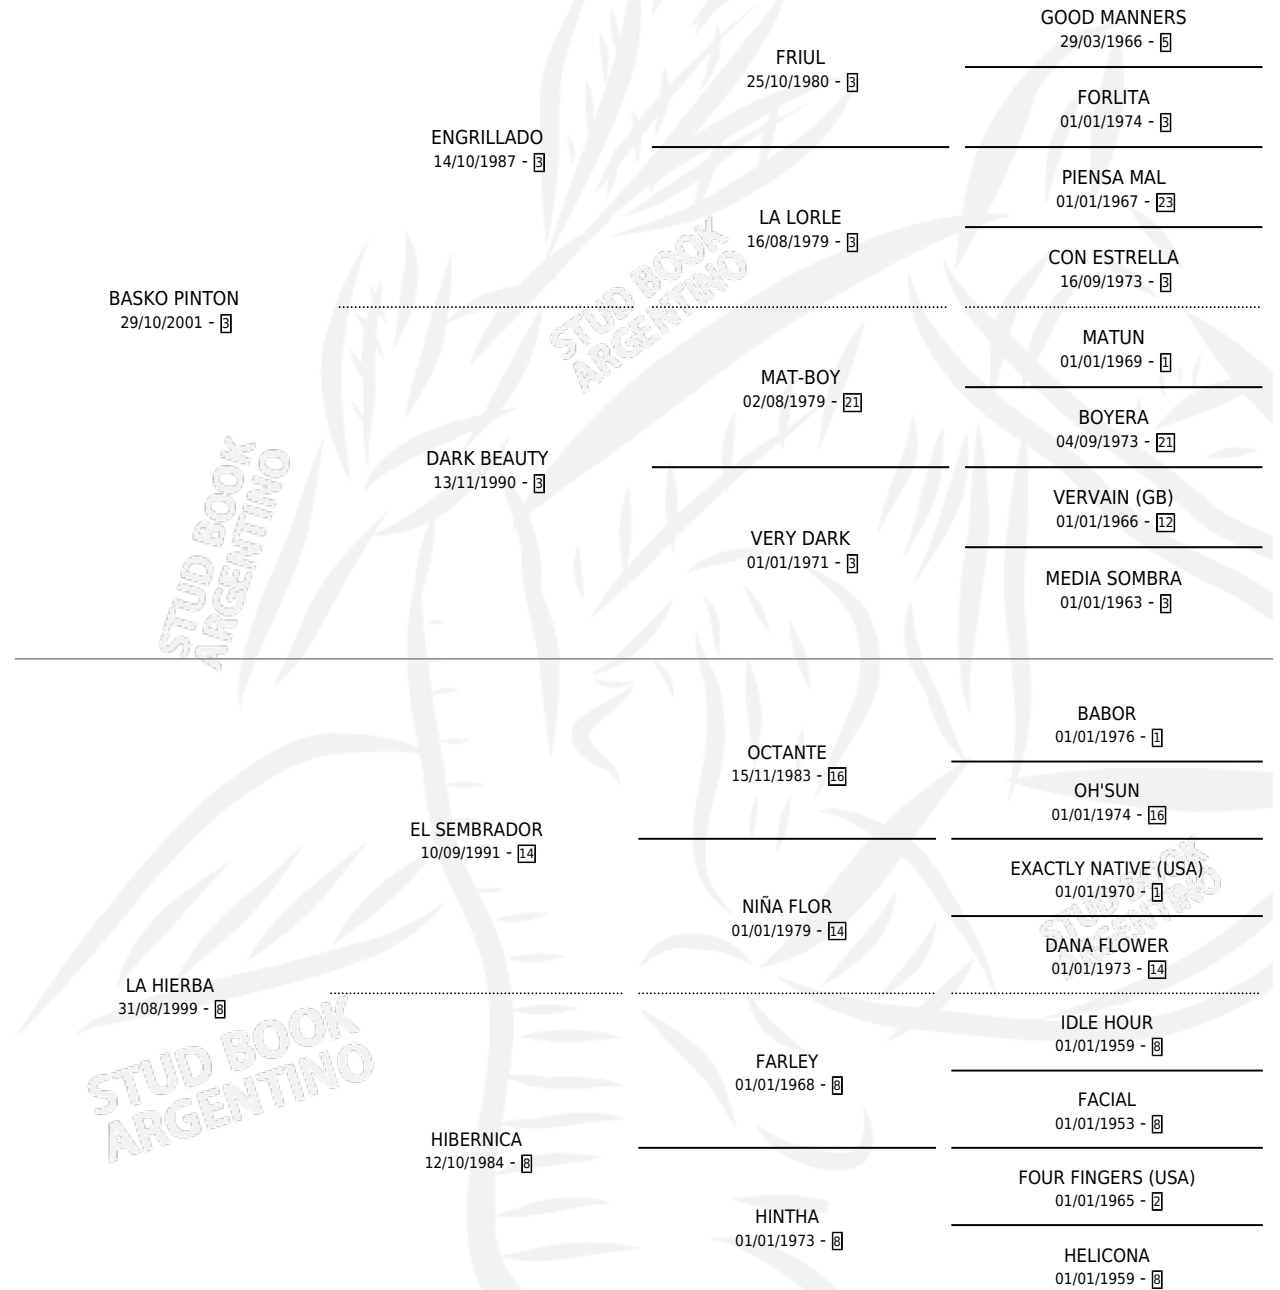 GOOD MANNERS
29/03/1966 - 5
FRIUL
25/10/1980 - 3
FORLITA
01/01/1974 - 3
ENGRILLADO
14/10/1987 - 3
PIENSA MAL
01/01/1967 - 23
LA LORLE
16/08/1979 - 3
CON ESTRELLA
16/09/1973 - 3
BASKO PINTON
29/10/2001 - 3
STUD BOOK
ARGENTINO
MATUN
01/01/1969 - 1
MAT-BOY
02/08/1979 - 21
BOYERA
04/09/1973 - 21
DARK BEAUTY
13/11/1990 - 3
VERVAIN (GB)
01/01/1966 - 12
VERY DARK
01/01/1971 - 3
MEDIA SOMBRA
01/01/1963 - 3
STUD BOOK
ARGENTINO
BABOR
01/01/1976 - 1
OCTANTE
15/11/1983 - 16
OH'SUN
01/01/1974 - 16
EL SEMBRADOR
10/09/1991 - 14
EXACTLY NATIVE (USA)
01/01/1970 - 1
NIÑA FLOR
01/01/1979 - 14
DANA FLOWER
01/01/1973 - 14
STUD BOOK
ARGENTINO
LA HIERBA
31/08/1999 - 8
IDLE HOUR
01/01/1959 - 8
FARLEY
01/01/1968 - 8
FACIAL
01/01/1953 - 8
STUD BOOK
ARGENTINO
HIBERNICA
12/10/1984 - 8
FOUR FINGERS (USA)
01/01/1965 - 2
HINTHA
01/01/1973 - 8
HELICONA
01/01/1959 - 8